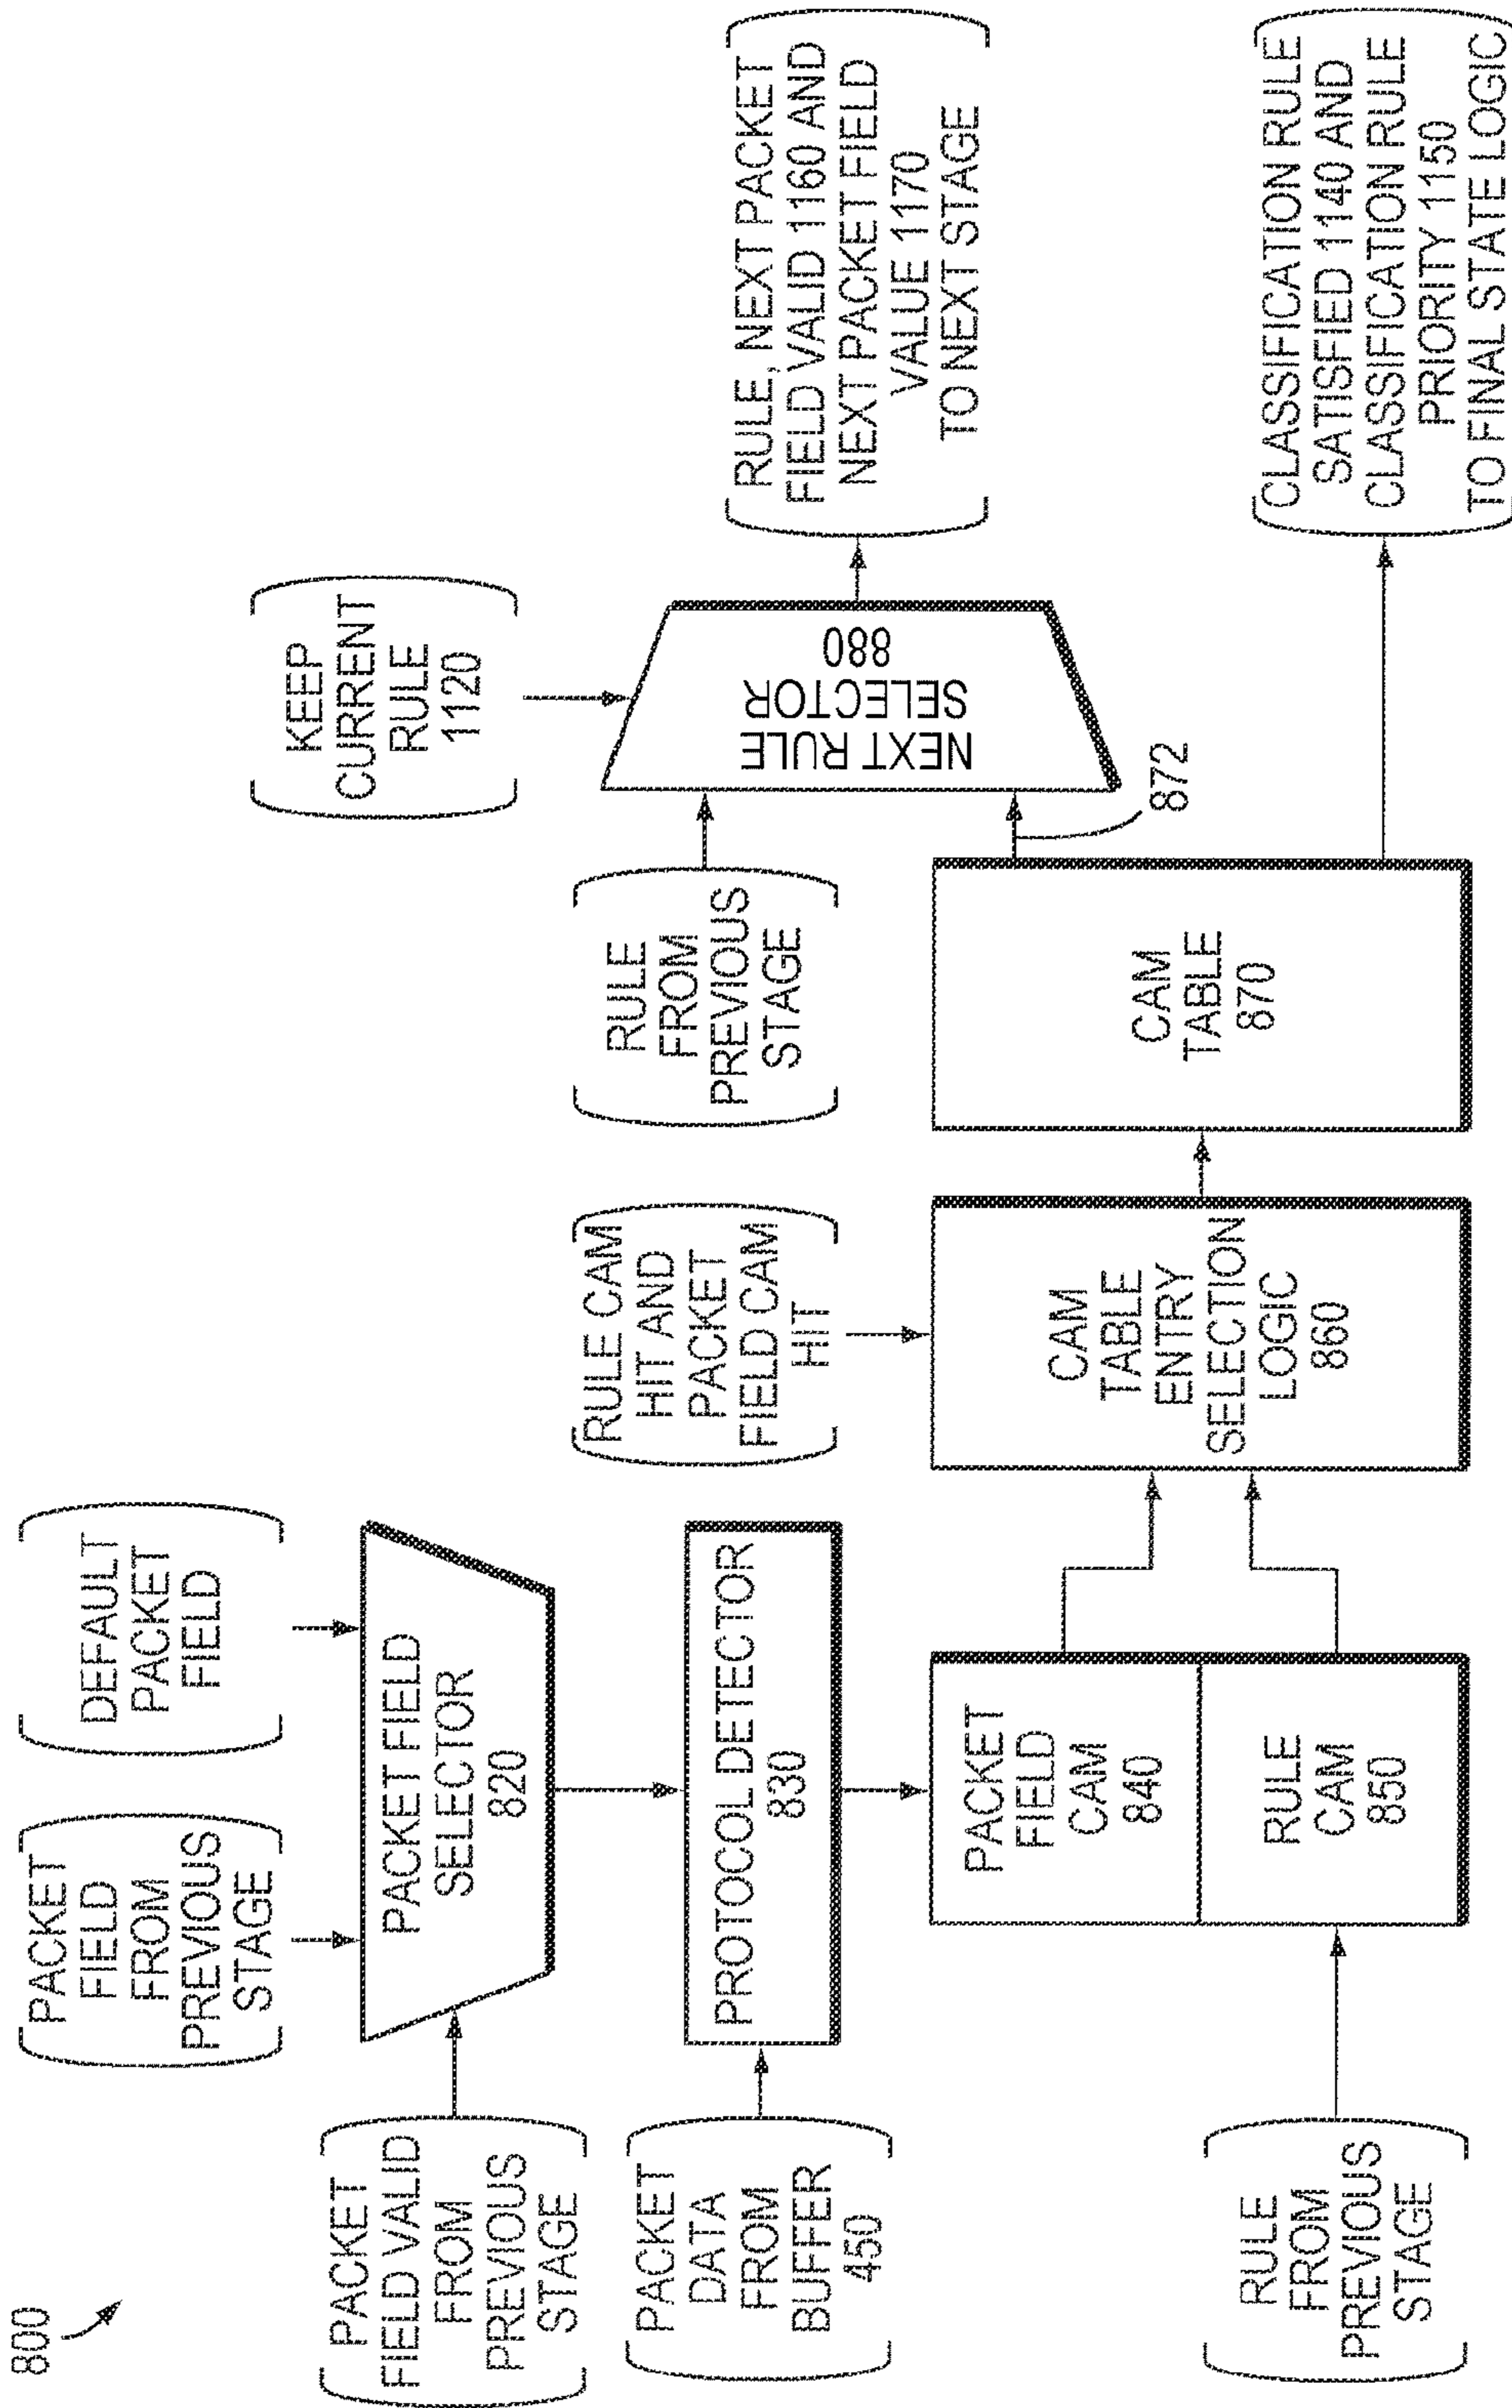 800
PACKET
FIELD VALID
FROM
PREVIOUS
STAGE
PACKET
DATA
FROM
BUFFER
450
RULE
FROM
PREVIOUS
STAGE
PACKET
FIELD
FROM
PREVIOUS
STAGE
DEFAULT
PACKET
FIELD
PACKET FIELD
SELECTOR
820
PROTOCOL DETECTOR
830
PACKET
FIELD
CAM
840
RULE
CAM
850
RULE CAM
HIT AND
PACKET
FIELD CAM
HIT
CAM
TABLE
ENTRY
SELECTION
LOGIC
860
RULE
FROM
PREVIOUS
STAGE
CAM
TABLE
870
872
KEEP
CURRENT
RULE
1120
NEXT RULE
SELECTOR
880
RULE, NEXT PACKET
FIELD VALID 1160 AND
NEXT PACKET FIELD
VALUE 1170
TO NEXT STAGE
CLASSIFICATION RULE
SATISFIED 1140 AND
CLASSIFICATION RULE
PRIORITY 1150
TO FINAL STATE LOGIC